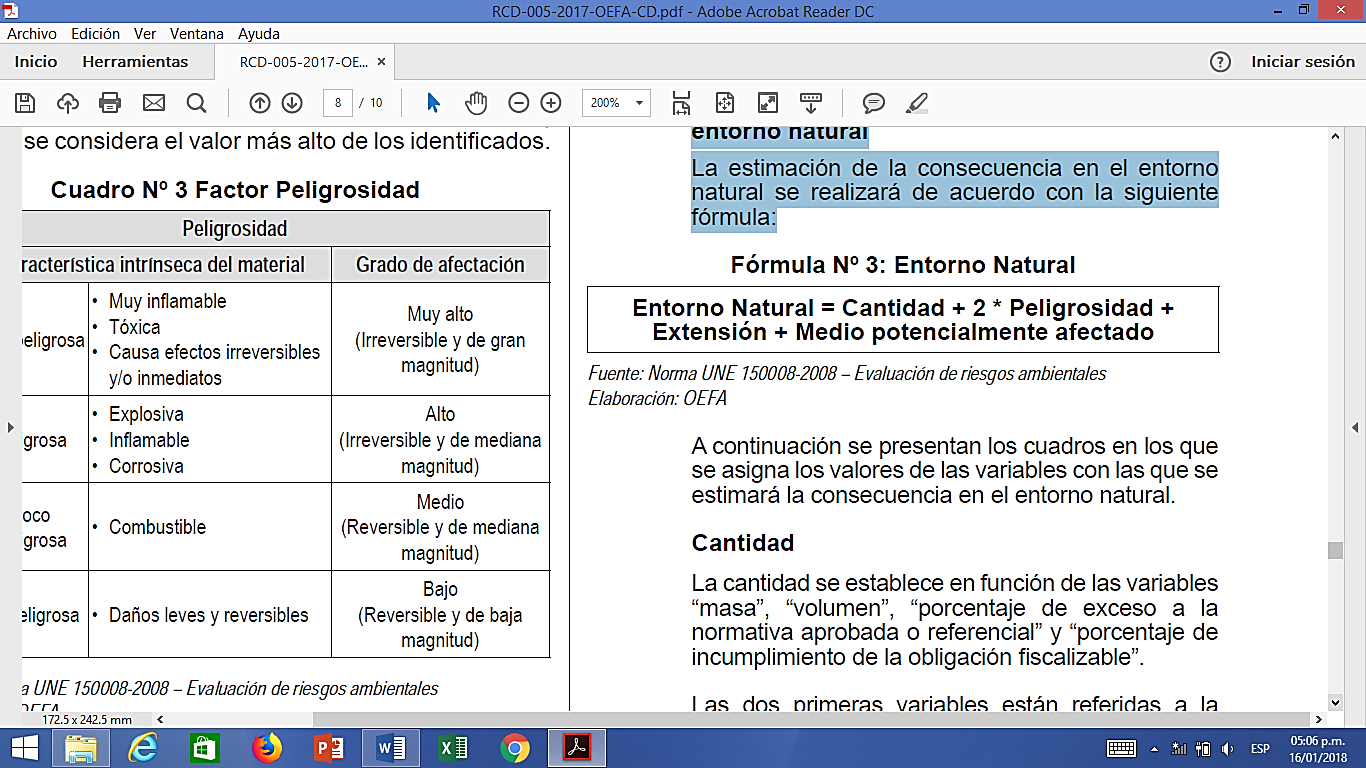 RCD-005-2017-OEFA-CD.pdf - Adobe Acrobat Reader DC
Archivo Edición Ver Ventana Ayuda
Inicio Herramientas RCD-005-2017-OE... × ? Iniciar sesión
8 / 10 200%
se considera el valor más alto de los identificados.
Cuadro Nº 3 Factor Peligrosidad
Peligrosidad
racterística intrínseca del material Grado de afectación
eligrosa
• Muy inflamable
• Tóxica
• Causa efectos irreversibles
y/o inmediatos
Muy alto
(Irreversible y de gran
magnitud)
grosa
• Explosiva
• Inflamable
• Corrosiva
Alto
(Irreversible y de mediana
magnitud)
oco
grosa
• Combustible
Medio
(Reversible y de mediana
magnitud)
eligrosa
• Daños leves y reversibles
Bajo
(Reversible y de baja
magnitud)
a UNE 150008-2008 – Evaluación de riesgos ambientales
OEFA
entorno natural
La estimación de la consecuencia en el entorno
natural se realizará de acuerdo con la siguiente
fórmula:
Fórmula Nº 3: Entorno Natural
Entorno Natural = Cantidad + 2 * Peligrosidad +
Extensión + Medio potencialmente afectado
Fuente: Norma UNE 150008-2008 – Evaluación de riesgos ambientales
Elaboración: OEFA
A continuación se presentan los cuadros en los que
se asigna los valores de las variables con las que se
estimará la consecuencia en el entorno natural.
Cantidad
La cantidad se establece en función de las variables
“masa”, “volumen”, “porcentaje de exceso a la
normativa aprobada o referencial” y “porcentaje de
incumplimiento de la obligación fiscalizable”.
Las dos primeras variables están referidas a la
172.5 x 242.5 mm
ESP
05:06 p.m.
16/01/2018